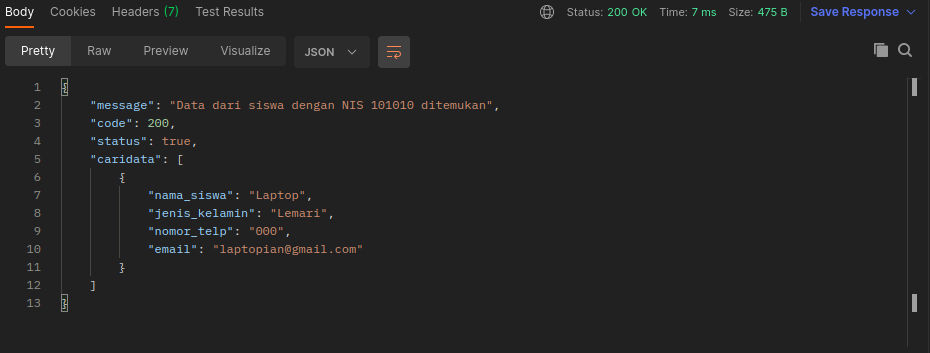 Body Cookies Headers (7) Test Results Status: 200 OK Time: 7 ms Size: 475 B Save Response
Pretty Raw Preview Visualize JSON
1 {
2 "message": "Data dari siswa dengan NIS 101010 ditemukan",
3 "code": 200,
4 "status": true,
5 "caridata": [
6 {
7 "nama_siswa": "Laptop",
8 "jenis_kelamin": "Lemari",
9 "nomor_telp": "000",
10 "email": "laptopian@gmail.com"
11 }
12 ]
13 }